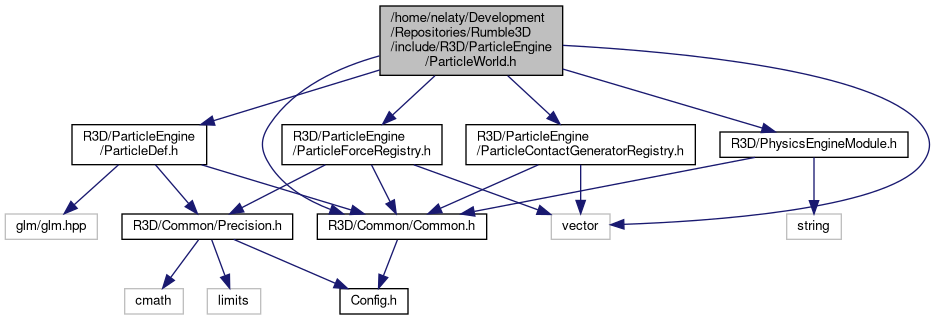 /home/nelaty/Development
/Repositories/Rumble3D
/include/R3D/ParticleEngine
/ParticleWorld.h
R3D/ParticleEngine
/ParticleDef.h
R3D/ParticleEngine
/ParticleForceRegistry.h
R3D/ParticleEngine
/ParticleContactGeneratorRegistry.h
R3D/PhysicsEngineModule.h
glm/glm.hpp
R3D/Common/Precision.h
R3D/Common/Common.h
vector
string
cmath
limits
Config.h